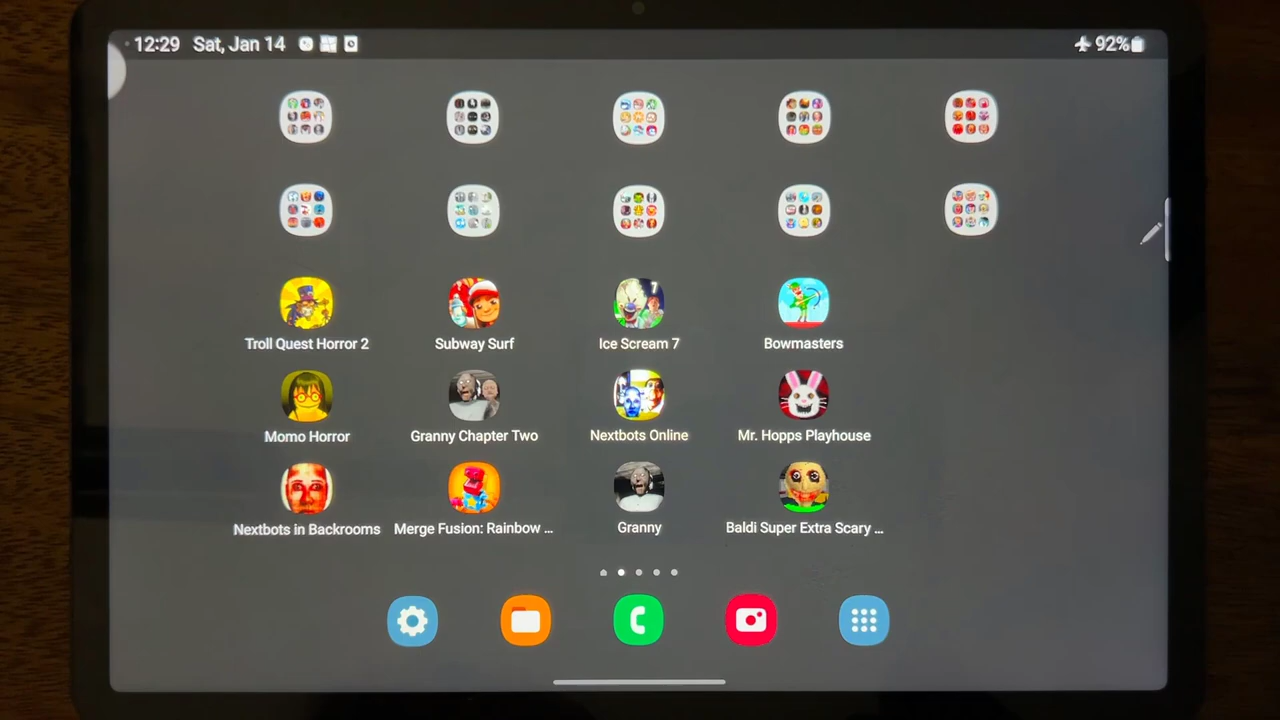 12:29 Sat, Jan 14 92%
Troll Quest Horror 2 Subway Surf Ice Scream 7 Bowmasters
7
Momo Horror Granny Chapter Two Nextbots Online Mr. Hopps Playhouse
Nextbots in Backrooms Merge Fusion: Rainbow ... Granny Baldi Super Extra Scary ...